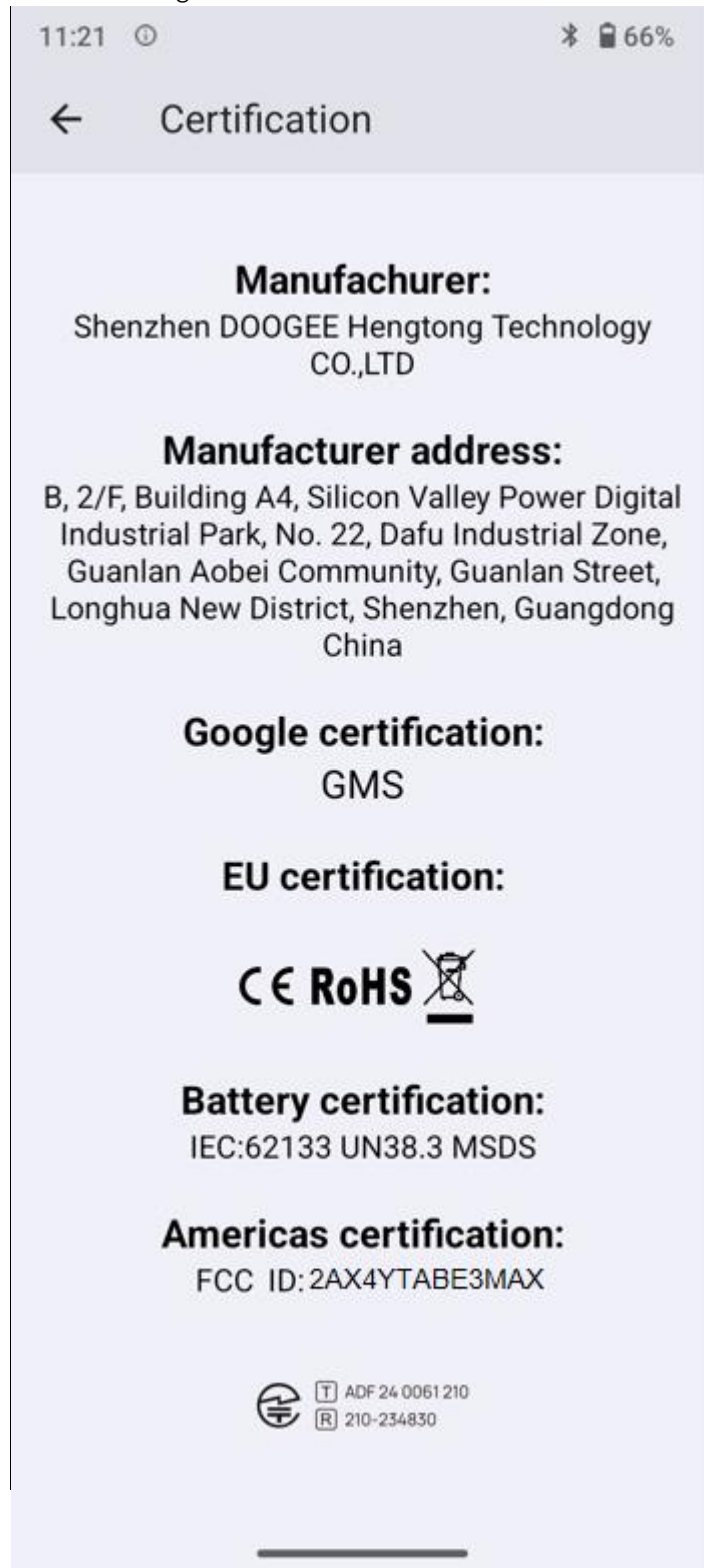 11:21
66%
Certification
Manufachurer:
Shenzhen DOOGEE Hengtong Technology
CO.,LTD
Manufacturer address:
B, 2/F, Building A4, Silicon Valley Power Digital
Industrial Park, No. 22, Dafu Industrial Zone,
Guanlan Aobei Community, Guanlan Street,
Longhua New District, Shenzhen, Guangdong
China
Google certification:
GMS
EU certification:
CE RoHS
Battery certification:
IEC:62133 UN38.3 MSDS
Americas certification:
FCC ID: 2AX4YTABE3MAX
T ADF 24 0061 210
R 210-234830